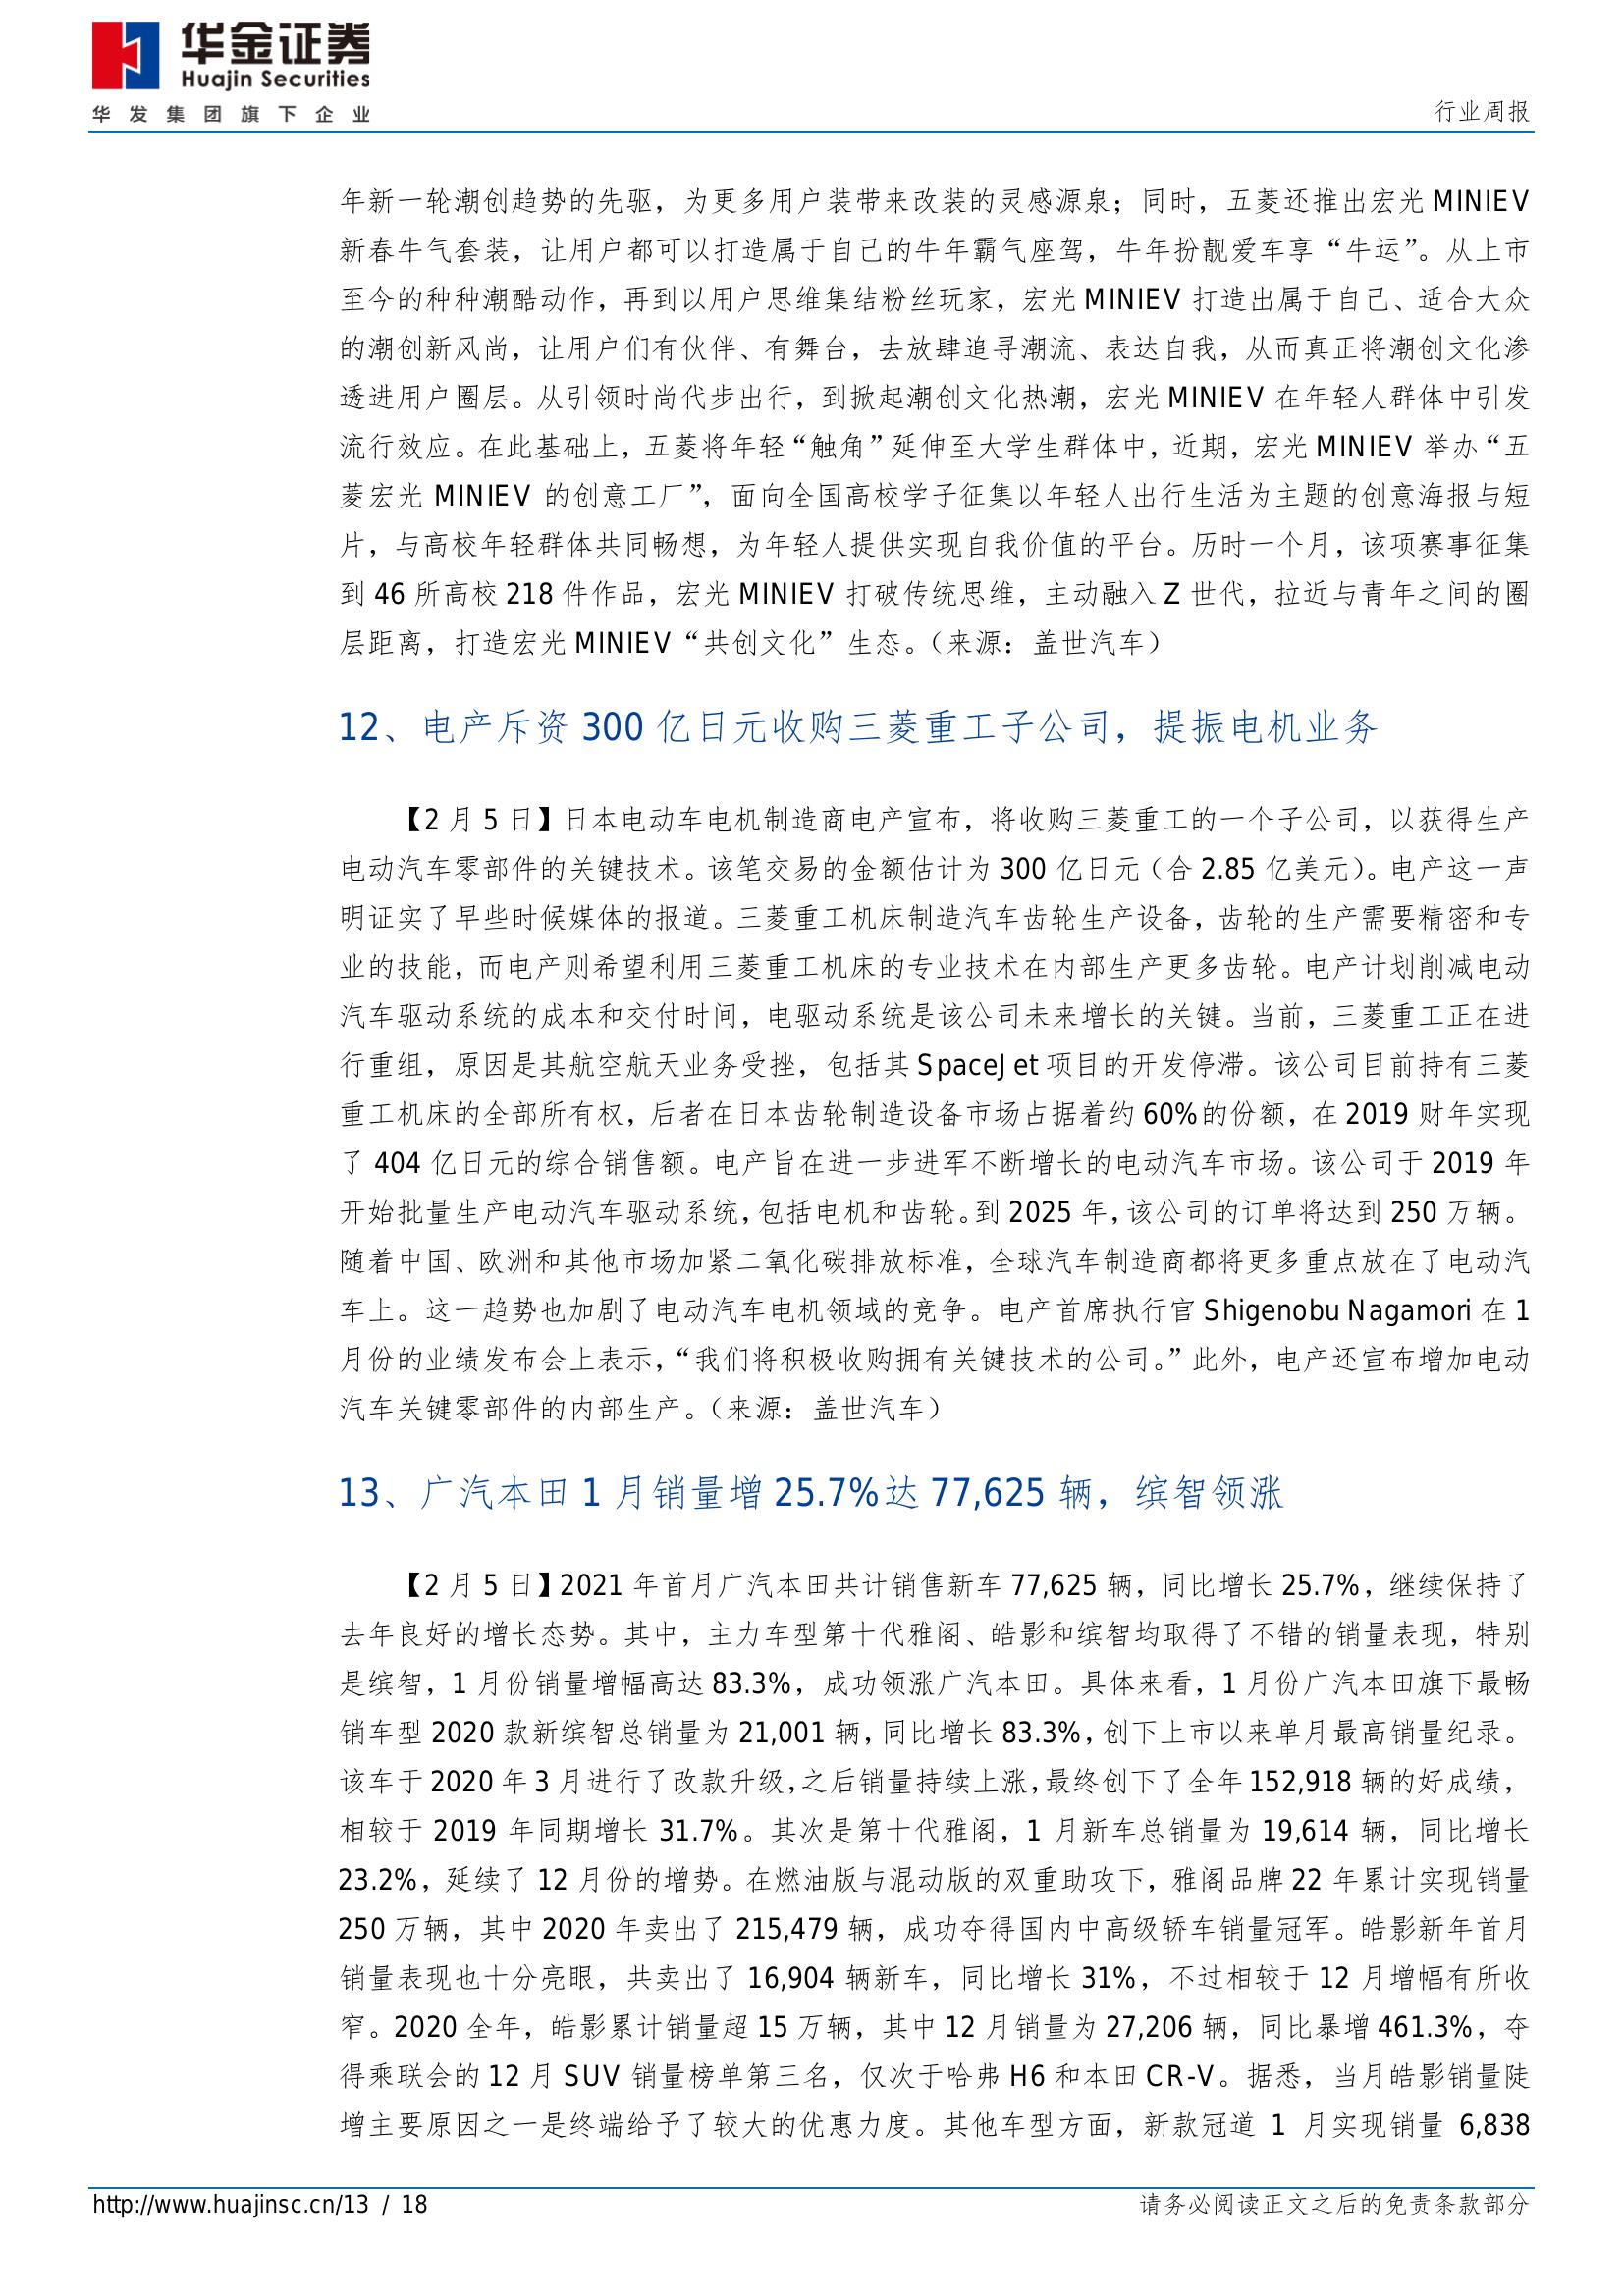 华金证券
Huajin Securities
华发集团旗下企业
行业周报
年新一轮潮创趋势的先驱，为更多用户装带来改装的灵感源泉；同时，五菱还推出宏光 MINIEV
新春牛气套装，让用户都可以打造属于自己的牛年霸气座驾，牛年扮靓爱车享“牛运”。从上市
至今的种种潮酷动作，再到以用户思维集结粉丝玩家，宏光 MINIEV 打造出属于自己、适合大众
的潮创新风尚，让用户们有伙伴、有舞台，去放肆追寻潮流、表达自我，从而真正将潮创文化渗
透进用户圈层。从引领时尚代步出行，到掀起潮创文化热潮，宏光 MINIEV 在年轻人群体中引发
流行效应。在此基础上，五菱将年轻“触角”延伸至大学生群体中，近期，宏光 MINIEV 举办“五
菱宏光 MINIEV 的创意工厂”，面向全国高校学子征集以年轻人出行生活为主题的创意海报与短
片，与高校年轻群体共同畅想，为年轻人提供实现自我价值的平台。历时一个月，该项赛事征集
到 46 所高校 218 件作品，宏光 MINIEV 打破传统思维，主动融入 Z 世代，拉近与青年之间的圈
层距离，打造宏光 MINIEV“共创文化”生态。（来源：盖世汽车）
12、电产斥资 300 亿日元收购三菱重工子公司，提振电机业务
【2 月 5 日】日本电动车电机制造商电产宣布，将收购三菱重工的一个子公司，以获得生产
电动汽车零部件的关键技术。该笔交易的金额估计为 300 亿日元（合 2.85 亿美元）。电产这一声
明证实了早些时候媒体的报道。三菱重工机床制造汽车齿轮生产设备，齿轮的生产需要精密和专
业的技能，而电产则希望利用三菱重工机床的专业技术在内部生产更多齿轮。电产计划削减电动
汽车驱动系统的成本和交付时间，电驱动系统是该公司未来增长的关键。当前，三菱重工正在进
行重组，原因是其航空航天业务受挫，包括其 SpaceJet 项目的开发停滞。该公司目前持有三菱
重工机床的全部所有权，后者在日本齿轮制造设备市场占据着约 60%的份额，在 2019 财年实现
了 404 亿日元的综合销售额。电产旨在进一步进军不断增长的电动汽车市场。该公司于 2019 年
开始批量生产电动汽车驱动系统，包括电机和齿轮。到 2025 年，该公司的订单将达到 250 万辆。
随着中国、欧洲和其他市场加紧二氧化碳排放标准，全球汽车制造商都将更多重点放在了电动汽
车上。这一趋势也加剧了电动汽车电机领域的竞争。电产首席执行官 Shigenobu Nagamori 在 1
月份的业绩发布会上表示，“我们将积极收购拥有关键技术的公司。”此外，电产还宣布增加电动
汽车关键零部件的内部生产。（来源：盖世汽车）
13、广汽本田 1 月销量增 25.7%达 77,625 辆，缤智领涨
【2 月 5 日】2021 年首月广汽本田共计销售新车 77,625 辆，同比增长 25.7%，继续保持了
去年良好的增长态势。其中，主力车型第十代雅阁、皓影和缤智均取得了不错的销量表现，特别
是缤智，1 月份销量增幅高达 83.3%，成功领涨广汽本田。具体来看，1 月份广汽本田旗下最畅
销车型 2020 款新缤智总销量为 21,001 辆，同比增长 83.3%，创下上市以来单月最高销量纪录。
该车于 2020 年 3 月进行了改款升级，之后销量持续上涨，最终创下了全年 152,918 辆的好成绩，
相较于 2019 年同期增长 31.7%。其次是第十代雅阁，1 月新车总销量为 19,614 辆，同比增长
23.2%，延续了 12 月份的增势。在燃油版与混动版的双重助攻下，雅阁品牌 22 年累计实现销量
250 万辆，其中 2020 年卖出了 215,479 辆，成功夺得国内中高级轿车销量冠军。皓影新年首月
销量表现也十分亮眼，共卖出了 16,904 辆新车，同比增长 31%，不过相较于 12 月增幅有所收
窄。2020 全年，皓影累计销量超 15 万辆，其中 12 月销量为 27,206 辆，同比暴增 461.3%，夺
得乘联会的 12 月 SUV 销量榜单第三名，仅次于哈弗 H6 和本田 CR-V。据悉，当月皓影销量陡
增主要原因之一是终端给予了较大的优惠力度。其他车型方面，新款冠道 1 月实现销量 6,838
http://www.huajinsc.cn/13 / 18
请务必阅读正文之后的免责条款部分